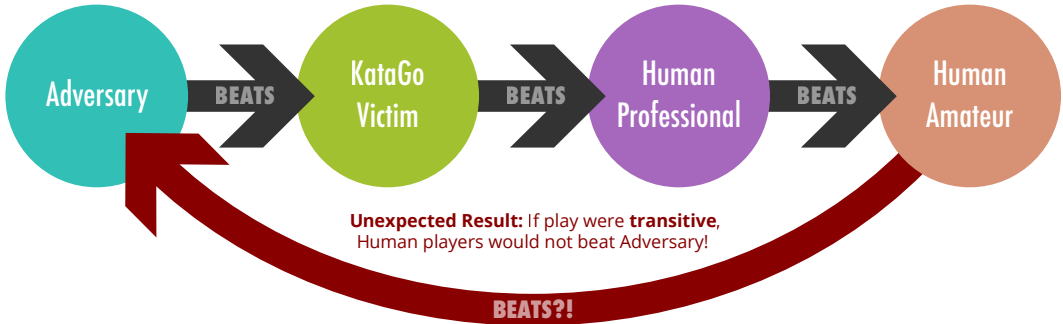 Adversary
BEATS
KataGo
Victim
BEATS
Human
Professional
BEATS
Human
Amateur
Unexpected Result: If play were transitive,
Human players would not beat Adversary!
BEATS?!